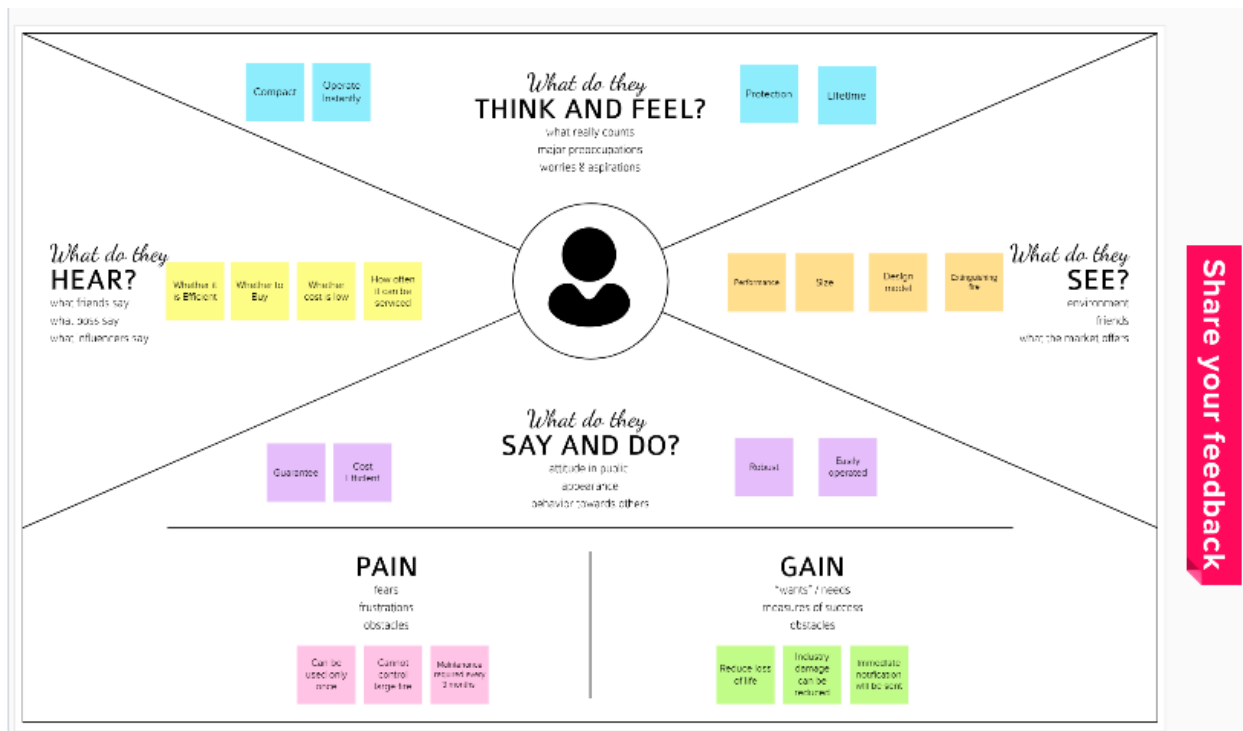 Compact
Operate
Instantly
What do they
THINK AND FEEL?
what really counts
major preoccupations
worries & aspirations
Protection
Lifetime
What do they
HEAR?
what friends say
what boss say
what influencers say
Whether it
is Efficient
Whether to
Buy
Whether
cost is low
How often
it can be
serviced
Performance
Size
Design
model
Extinguishing
fire
What do they
SEE?
environment
friends
what the market offers
What do they
SAY AND DO?
attitude in public
appearance
behavior towards others
Guarantee
Cost
Efficient
Robust
Easily
operated
PAIN
fears
frustrations
obstacles
Can be
used only
once
Cannot
control
large fire
Maintenance
required every
3 months
GAIN
"wants" / needs
measures of success
obstacles
Reduce loss
of life
Industry
damage
can be
reduced
Immediate
notification
will be sent
Share your feedback